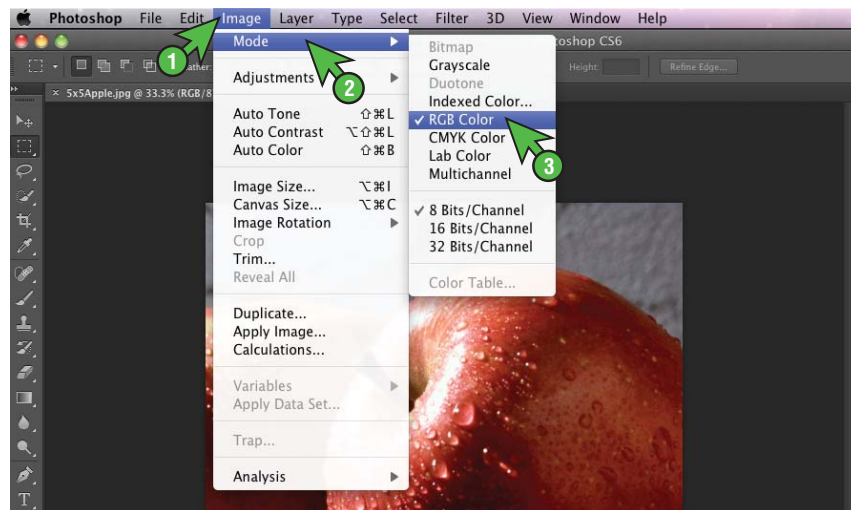 Photoshop File Edit Image Layer Type Select Filter 3D View Window Help
toshop CS6
ather: Height: Refine Edge...
× 5x5Apple.jpg @ 33.3% (RGB/8
1
2
3
Mode
Adjustments
Auto Tone ⇧⌘L
Auto Contrast ⌥⇧⌘L
Auto Color ⇧⌘B
Image Size... ⌥⌘I
Canvas Size... ⌥⌘C
Image Rotation
Crop
Trim...
Reveal All
Duplicate...
Apply Image...
Calculations...
Variables
Apply Data Set...
Trap...
Analysis
Bitmap
Grayscale
Duotone
Indexed Color...
✓ RGB Color
CMYK Color
Lab Color
Multichannel
✓ 8 Bits/Channel
16 Bits/Channel
32 Bits/Channel
Color Table...
T